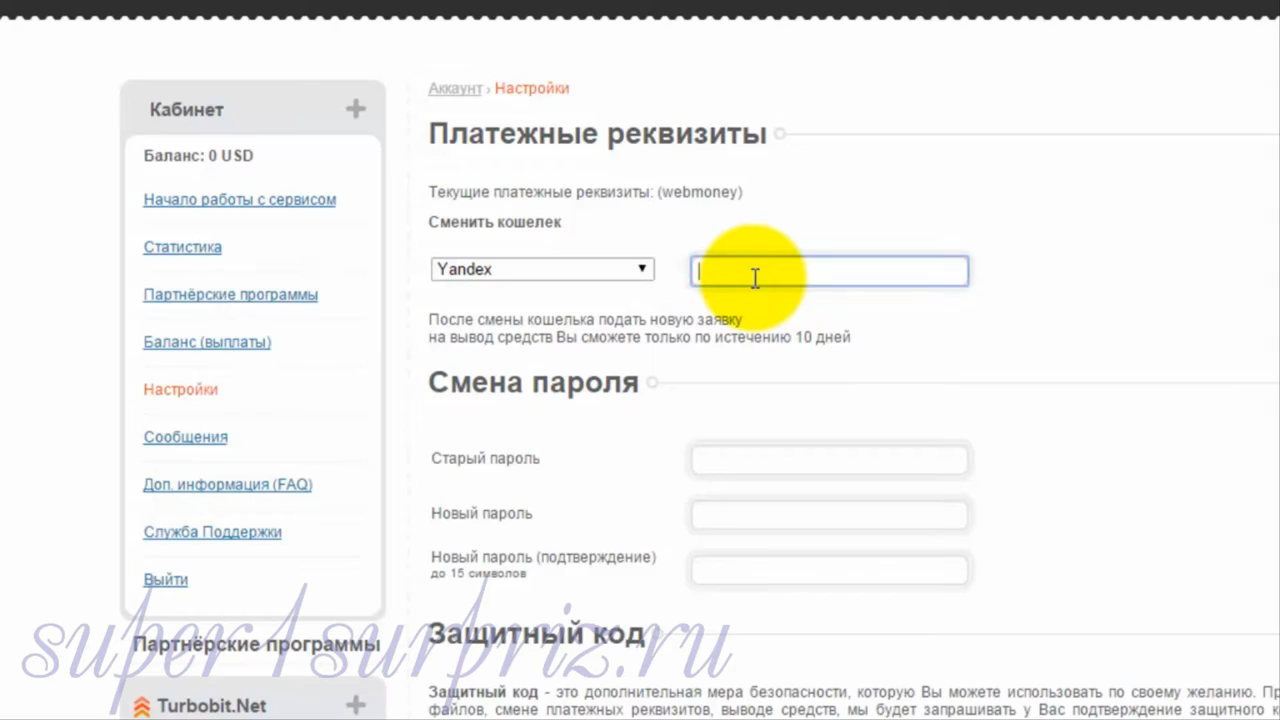 Кабинет
Баланс: 0 USD
Начало работы с сервисом
Статистика
Партнёрские программы
Баланс (выплаты)
Настройки
Сообщения
Доп. информация (FAQ)
Служба Поддержки
Выйти
Партнёрские программы
Turbobit.Net
Аккаунт › Настройки
Платежные реквизиты
Текущие платежные реквизиты: (webmoney)
Сменить кошелек
Yandex
После смены кошелька подать новую заявку
на вывод средств Вы сможете только по истечению 10 дней
Смена пароля
Старый пароль
Новый пароль
Новый пароль (подтверждение)
до 15 символов
Защитный код
Защитный код - это дополнительная мера безопасности, которую Вы можете использовать по своему желанию.
файлов, смене платежных реквизитов, выводе средств, мы будет запрашивать у Вас подтверждение защитного
super1surpriz.ru